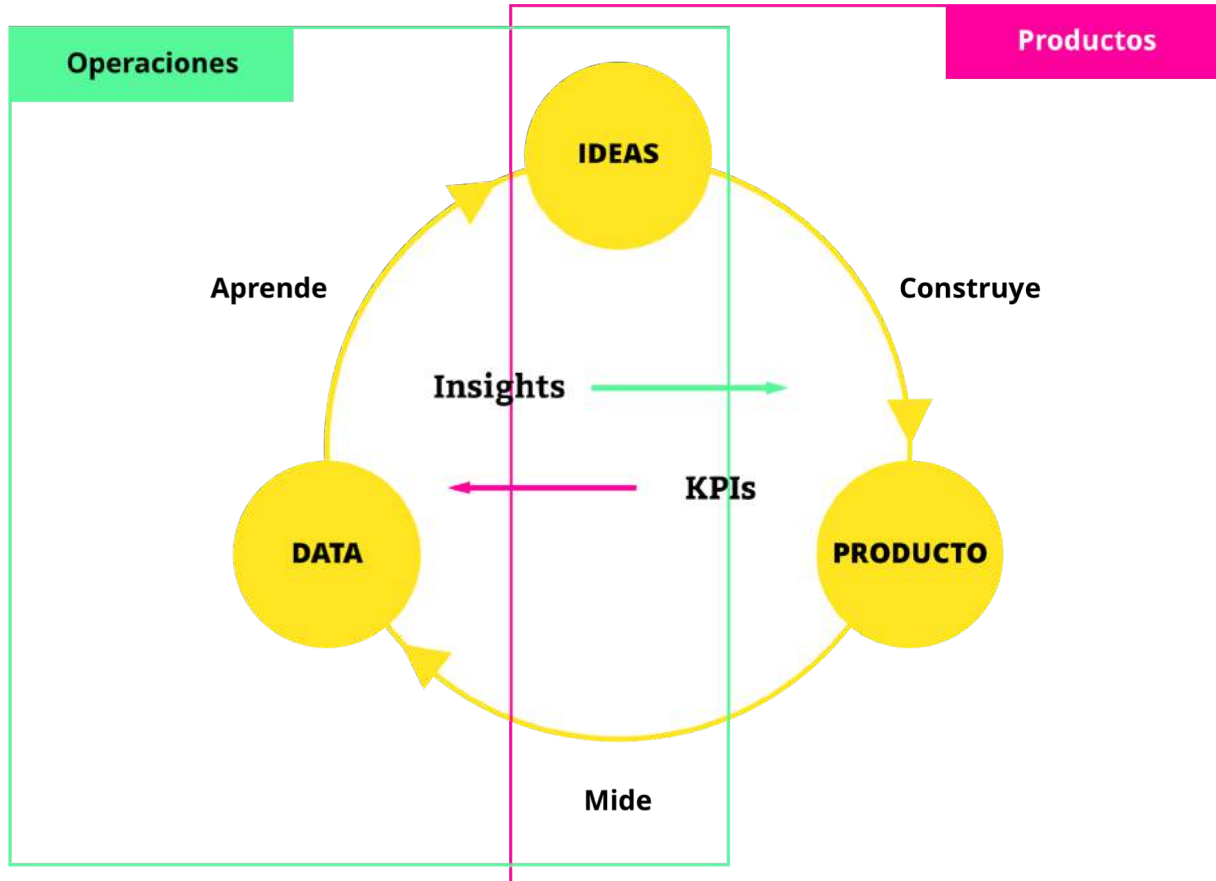 Productos
Operaciones
IDEAS
Aprende
Construye
Insights
KPIs
DATA
PRODUCTO
Mide